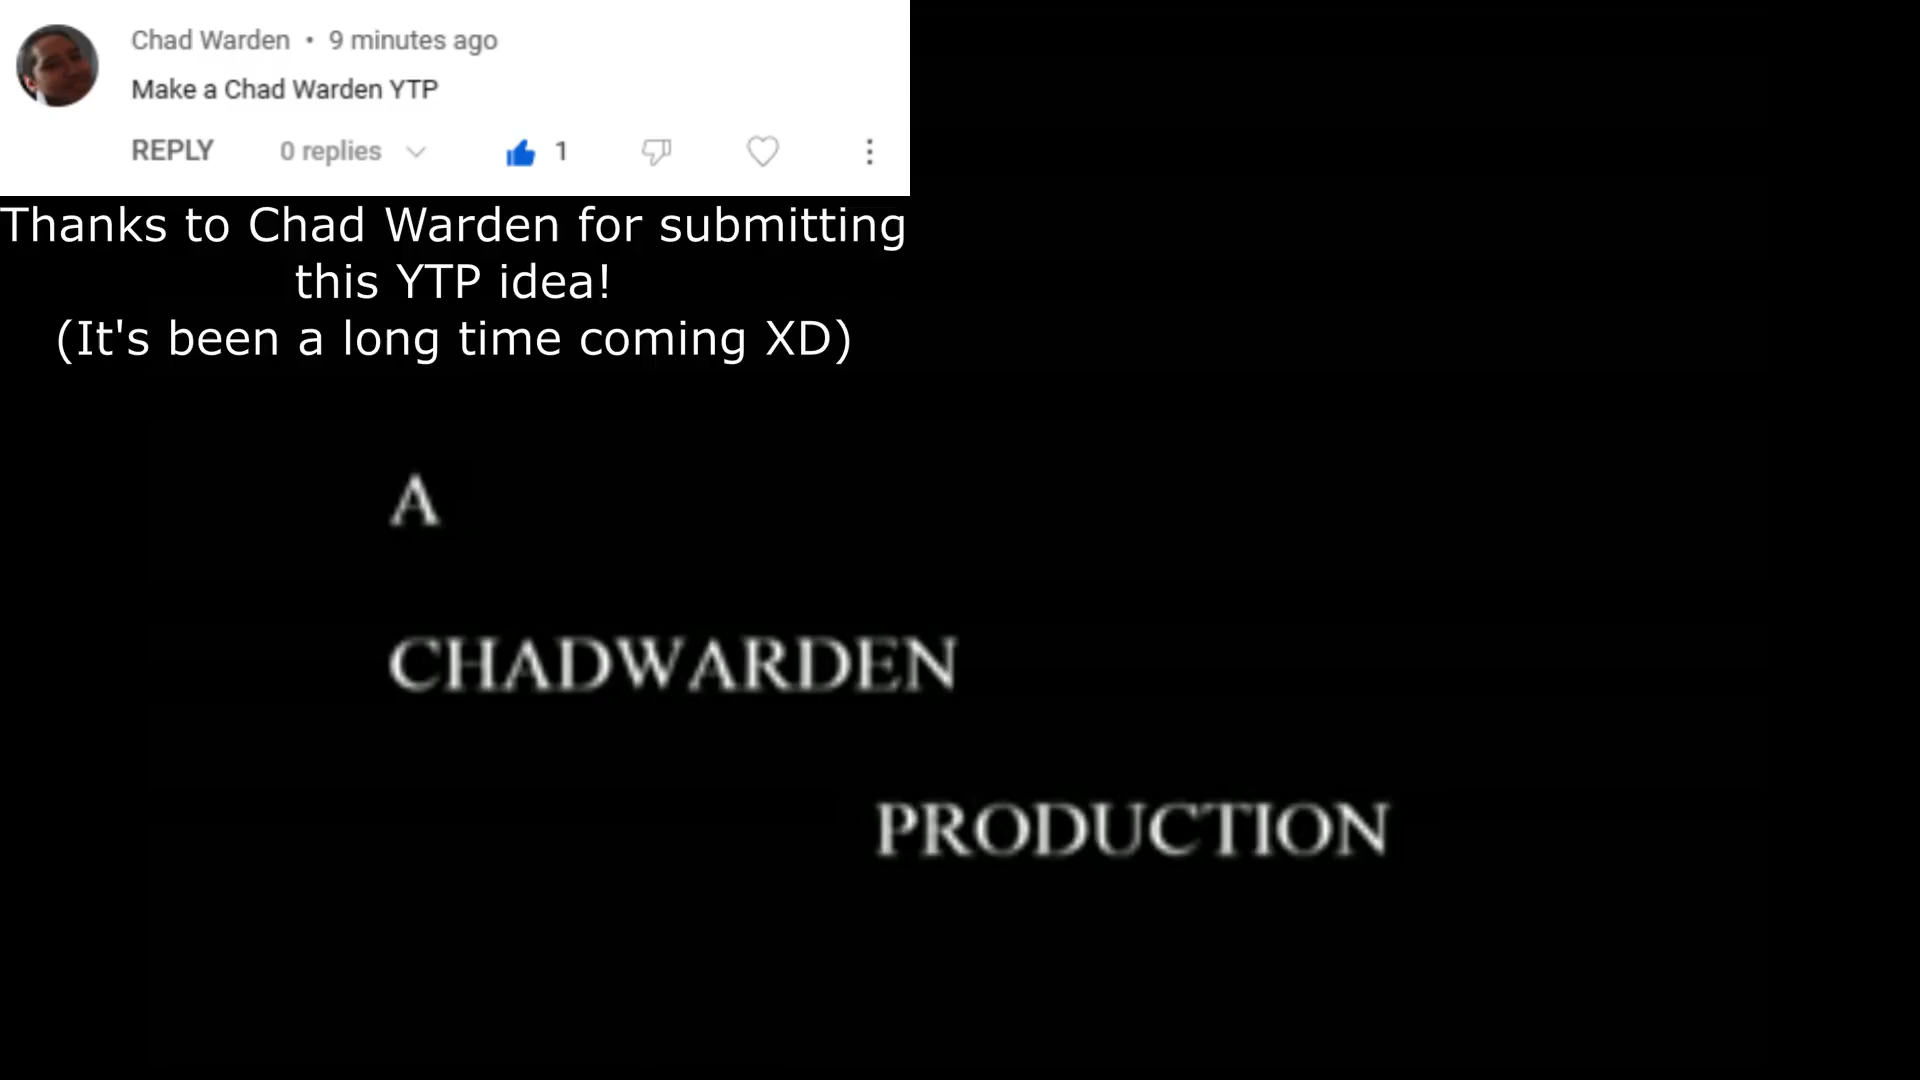 Chad Warden • 9 minutes ago
Make a Chad Warden YTP
REPLY 0 replies 1
Thanks to Chad Warden for submitting
this YTP idea!
(It's been a long time coming XD)
A
CHADWARDEN
PRODUCTION